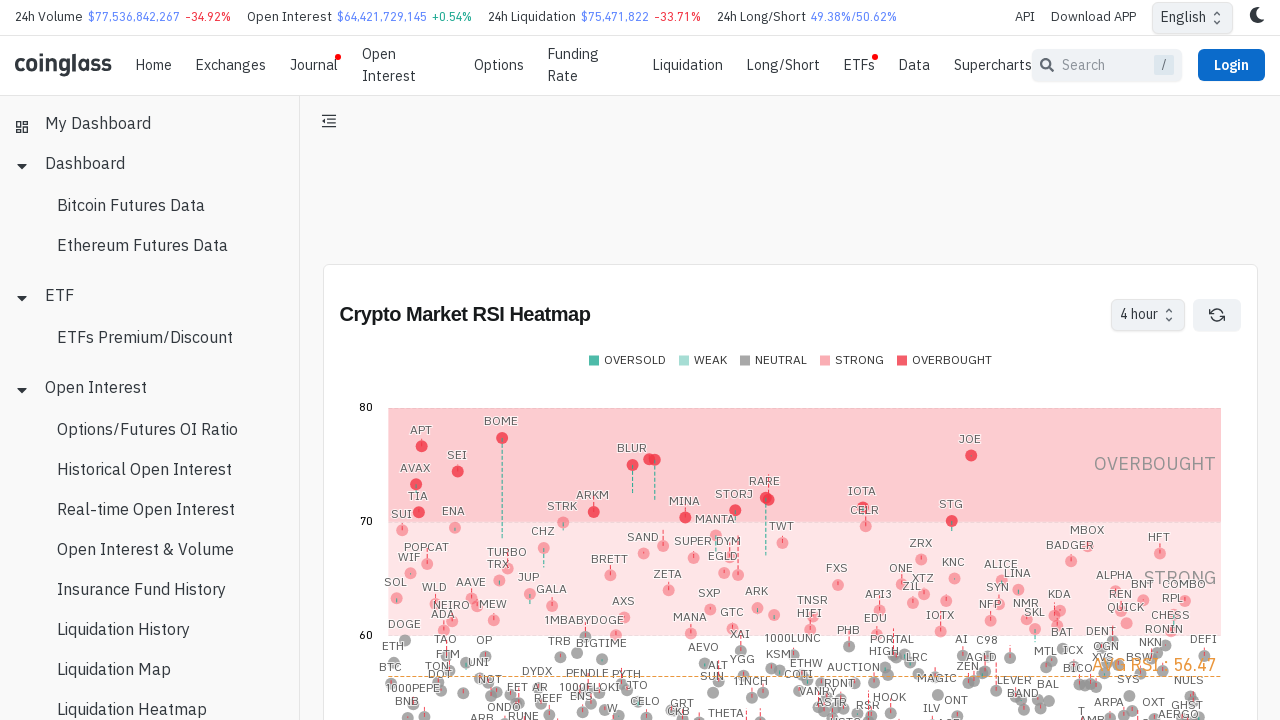 24h Volume $77,536,842,267 -34.92% Open Interest $64,421,729,145 +0.54% 24h Liquidation $75,471,822 -33.71% 24h Long/Short 49.38%/50.62% API Download APP English
coinglass Home Exchanges Journal Open Interest Options Funding Rate Liquidation Long/Short ETFs Data Supercharts Search / Login
My Dashboard
Dashboard
Bitcoin Futures Data
Ethereum Futures Data
ETF
ETFs Premium/Discount
Open Interest
Options/Futures OI Ratio
Historical Open Interest
Real-time Open Interest
Open Interest & Volume
Insurance Fund History
Liquidation History
Liquidation Map
Liquidation Heatmap
Crypto Market RSI Heatmap 4 hour
OVERSOLD WEAK NEUTRAL STRONG OVERBOUGHT
80
BOME
APT
JOE
BLUR
SEI
OVERBOUGHT
AVAX
RARE
TIA
ARKM
STORJ
IOTA
MINA
STRK
STG
SUI
ENA
CELR
MANTA
70
TWT
CHZ
MBOX
SAND
HFT
SUPER
DYM
ZRX
POPCAT
BADGER
TURBO
WIF
BRETT
EGLD
TRX
KNC
ALICE
FXS
ONE
LINA
ZETA
JUP
STRONG
ALPHA
SOL
AAVE
XTZ
WLD
ZIL
SYN
BNT
COMBO
GALA
SXP
ARK
API3
KDA
REN
RPL
AXS
TNSR
NEIRO
MEW
NFP
NMR
QUICK
ADA
MANA
GTC
HIFI
EDU
IOTX
SKL
CHESS
DOGE
1MBABYDOGE
PHB
BAT
DENT
RONIN
60
XAI
1000LUNC
TAO
OP
TRB
BIGTIME
PORTAL
AI
C98
NKN
DEFI
ETH
AEVO
HIGH
MTL
ICX
OGN
FTM
YGG
KSM
LRC
AGLD
XVS
BSW
BTC
TON
UNI
ALT
ETHW
AUCTION
ZEN
BICO
AVG RSI : 56.47
DOT
DYDX
PENDLE
PYTH
SUN
COTI
MAGIC
SYS
NOT
1INCH
RDNT
LEVER
BAL
NULS
1000PEPE
FET
AR
1000FLOKI
JTO
VANRY
BAND
BNB
REEF
ENS
CELO
GRT
ASTR
HOOK
ONT
ARPA
OXT
GHST
ONDO
W
CKB
RSR
ILV
T
ARB
RUNE
THETA
AERGO